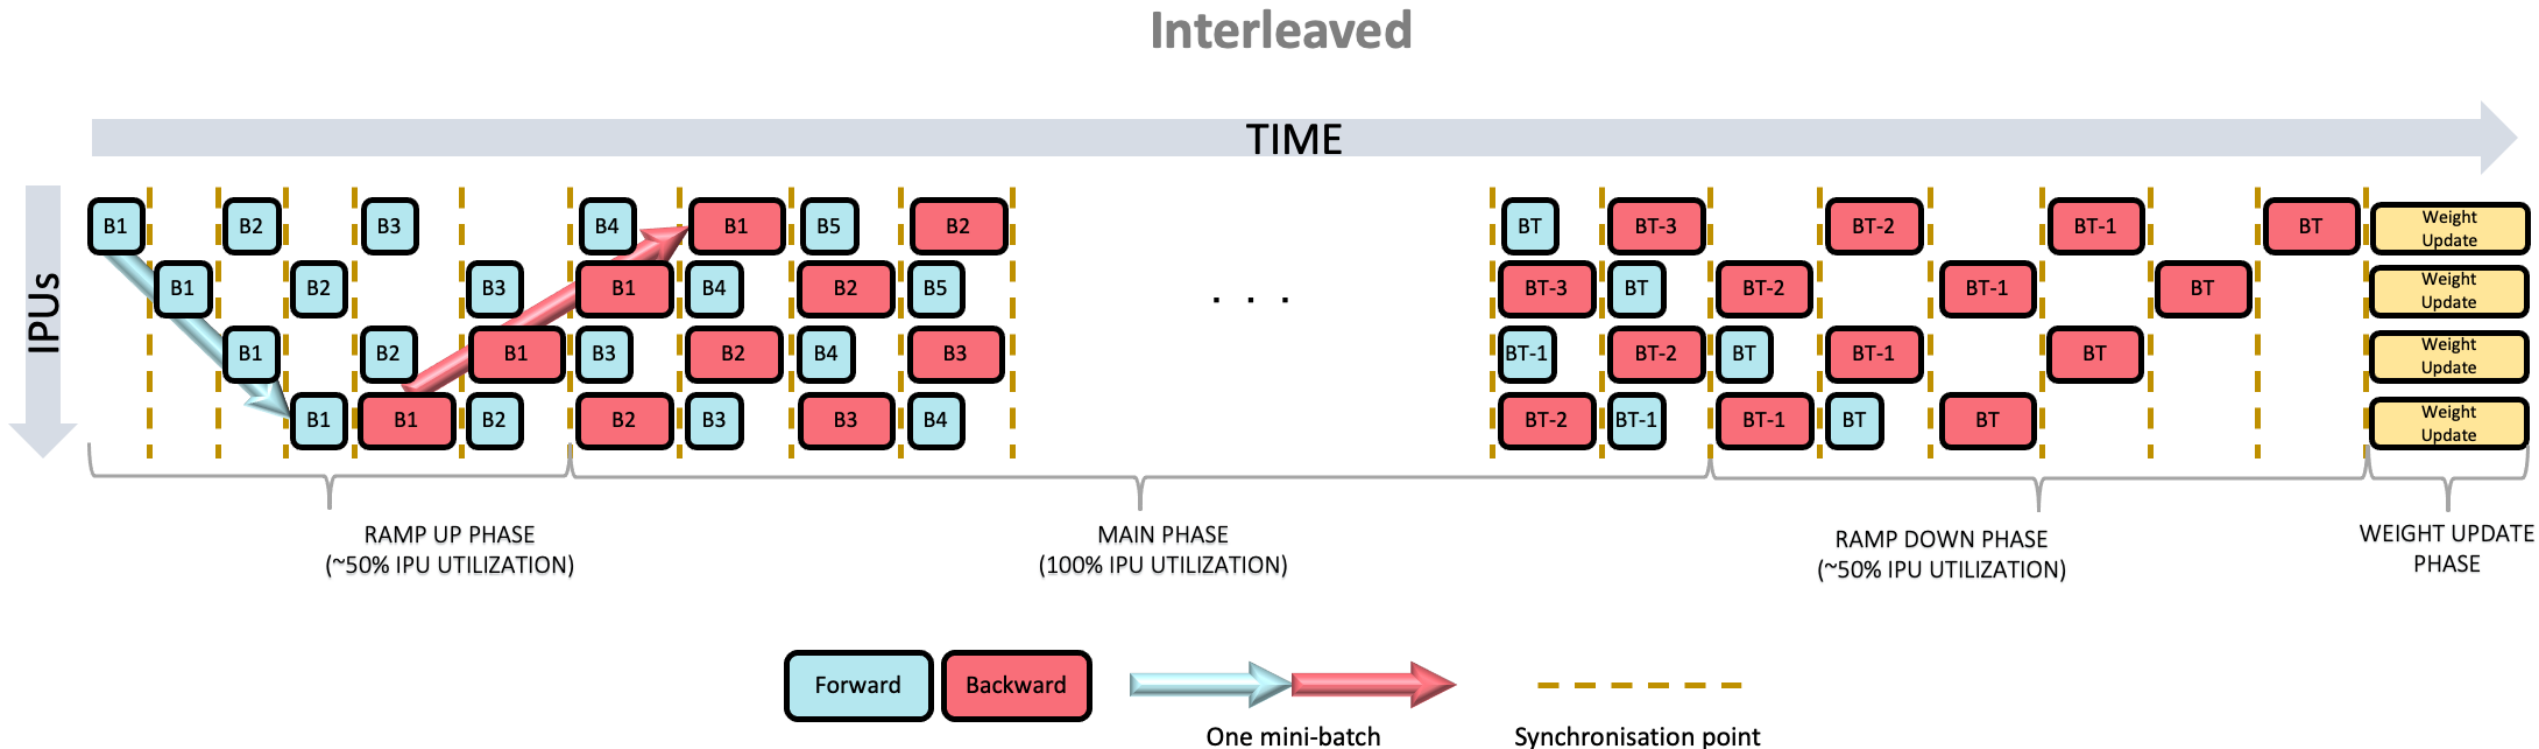 Interleaved
TIME
IPUs
B1 B2 B3 B4 B1 B5 B2 BT BT-3 BT-2 BT-1 BT Weight Update
B1 B2 B3 B1 B4 B2 B5 . . . BT-3 BT BT-2 BT-1 BT Weight Update
B1 B2 B1 B3 B2 B4 B3 BT-1 BT-2 BT BT-1 BT Weight Update
B1 B1 B2 B2 B3 B3 B4 BT-2 BT-1 BT-1 BT BT Weight Update
RAMP UP PHASE
(~50% IPU UTILIZATION)
MAIN PHASE
(100% IPU UTILIZATION)
RAMP DOWN PHASE
(~50% IPU UTILIZATION)
WEIGHT UPDATE
PHASE
Forward
Backward
One mini-batch
Synchronisation point